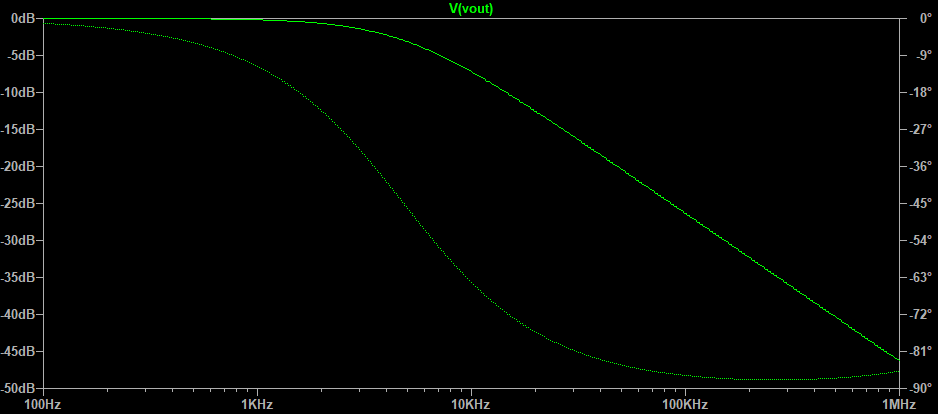 V(vout)
0dB 0°
-5dB -9°
-10dB -18°
-15dB -27°
-20dB -36°
-25dB -45°
-30dB -54°
-35dB -63°
-40dB -72°
-45dB -81°
-50dB -90°
100Hz 1KHz 10KHz 100KHz 1MHz